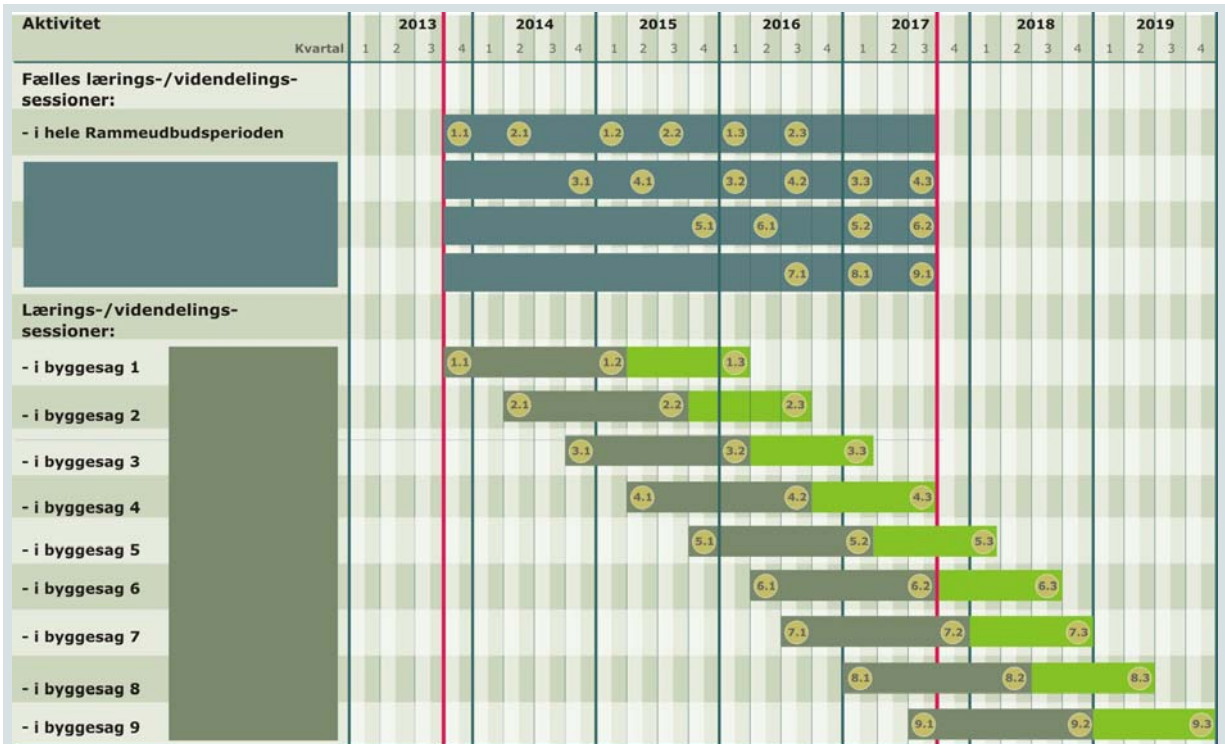 Aktivitet 2013 2014 2015 2016 2017 2018 2019
Kvartal 1 2 3 4 1 2 3 4 1 2 3 4 1 2 3 4 1 2 3 4 1 2 3 4 1 2 3 4
Fælles lærings-/videndelings-
sessioner:
- i hele Rammeudbudsperioden 1.1 2.1 1.2 2.2 1.3 2.3
3.1 4.1 3.2 4.2 3.3 4.3
5.1 6.1 5.2 6.2
7.1 8.1 9.1
Lærings-/videndelings-
sessioner:
- i byggesag 1 1.1 1.2 1.3
- i byggesag 2 2.1 2.2 2.3
- i byggesag 3 3.1 3.2 3.3
- i byggesag 4 4.1 4.2 4.3
- i byggesag 5 5.1 5.2 5.3
- i byggesag 6 6.1 6.2 6.3
- i byggesag 7 7.1 7.2 7.3
- i byggesag 8 8.1 8.2 8.3
- i byggesag 9 9.1 9.2 9.3